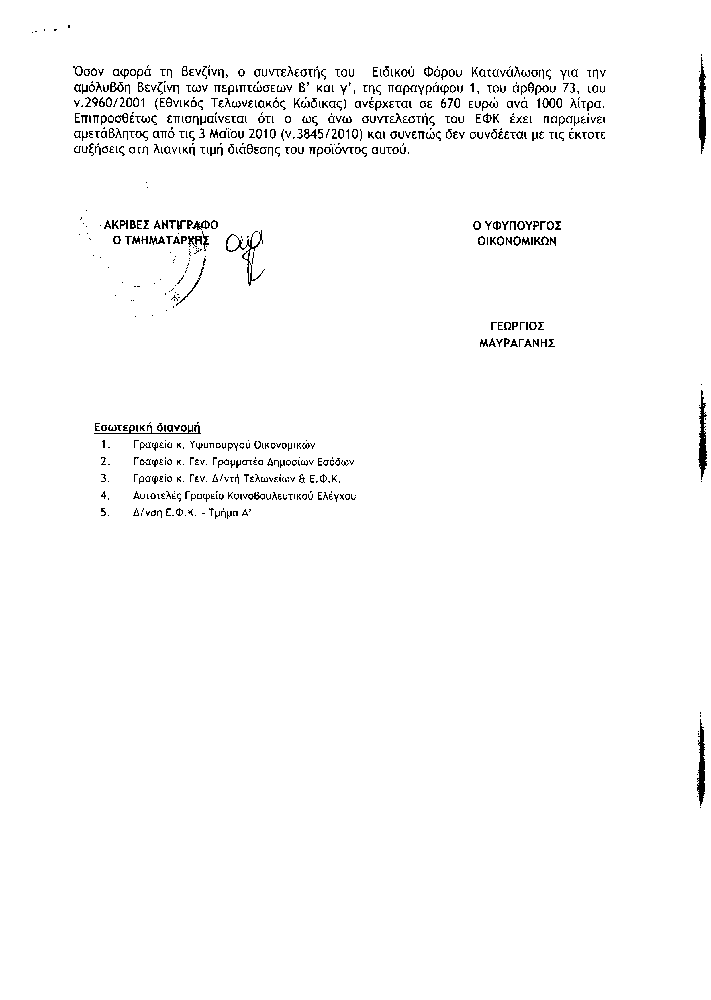 Όσον αφορά τη βενζίνη, ο συντελεστής του Ειδικού Φόρου Κατανάλωσης για την
αμόλυβδη βενζίνη των περιπτώσεων β’ και γ’, της παραγράφου 1, του άρθρου 73, του
ν.2960/2001 (Εθνικός Τελωνειακός Κώδικας) ανέρχεται σε 670 ευρώ ανά 1000 λίτρα.
Επιπροσθέτως επισημαίνεται ότι ο ως άνω συντελεστής του ΕΦΚ έχει παραμείνει
αμετάβλητος από τις 3 Μαΐου 2010 (ν.3845/2010) και συνεπώς δεν συνδέεται με τις έκτοτε
αυξήσεις στη λιανική τιμή διάθεσης του προϊόντος αυτού.
ΑΚΡΙΒΕΣ ΑΝΤΙΓΡΑΦΟ
Ο ΤΜΗΜΑΤΑΡΧΗΣ
Ο ΥΦΥΠΟΥΡΓΟΣ
ΟΙΚΟΝΟΜΙΚΩΝ
ΓΕΩΡΓΙΟΣ
ΜΑΥΡΑΓΑΝΗΣ
Εσωτερική διανομή
1. Γραφείο κ. Υφυπουργού Οικονομικών
2. Γραφείο κ. Γεν. Γραμματέα Δημοσίων Εσόδων
3. Γραφείο κ. Γεν. Δ/ντή Τελωνείων & Ε.Φ.Κ.
4. Αυτοτελές Γραφείο Κοινοβουλευτικού Ελέγχου
5. Δ/νση Ε.Φ.Κ. - Τμήμα Α’